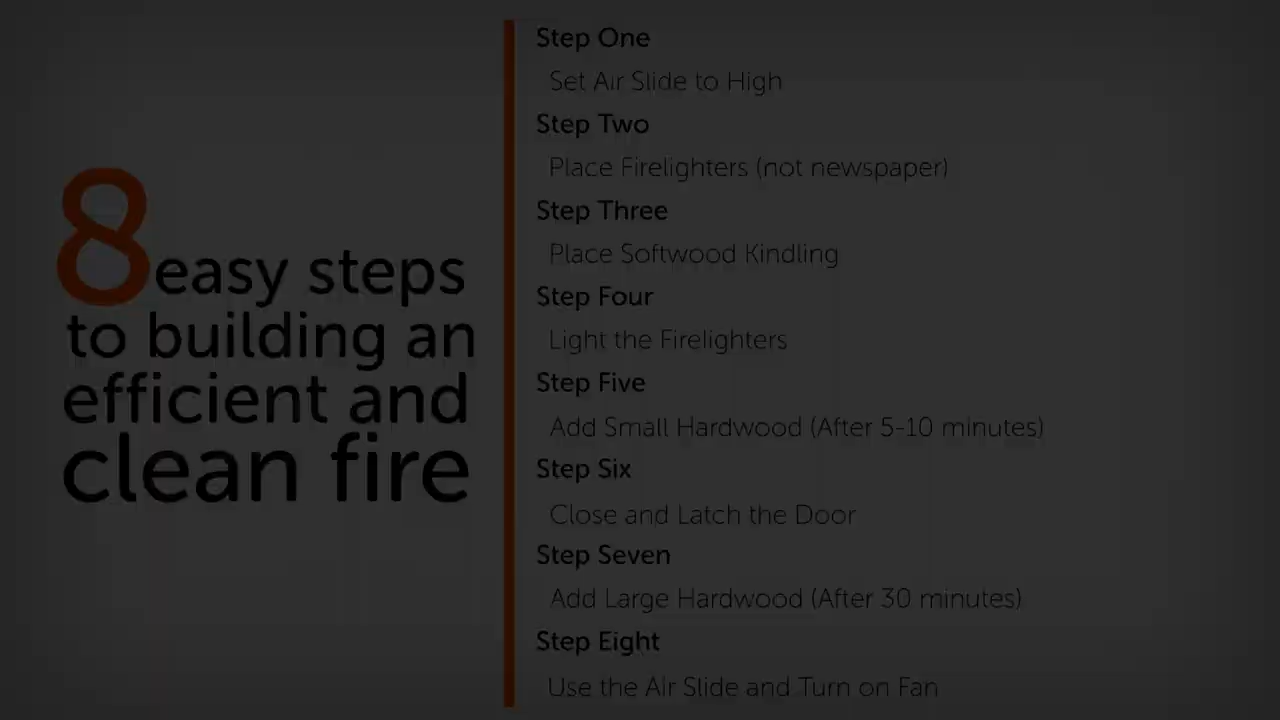 8 easy steps
to building an
efficient and
clean fire
Step One
Set Air Slide to High
Step Two
Place Firelighters (not newspaper)
Step Three
Place Softwood Kindling
Step Four
Light the Firelighters
Step Five
Add Small Hardwood (After 5-10 minutes)
Step Six
Close and Latch the Door
Step Seven
Add Large Hardwood (After 30 minutes)
Step Eight
Use the Air Slide and Turn on Fan